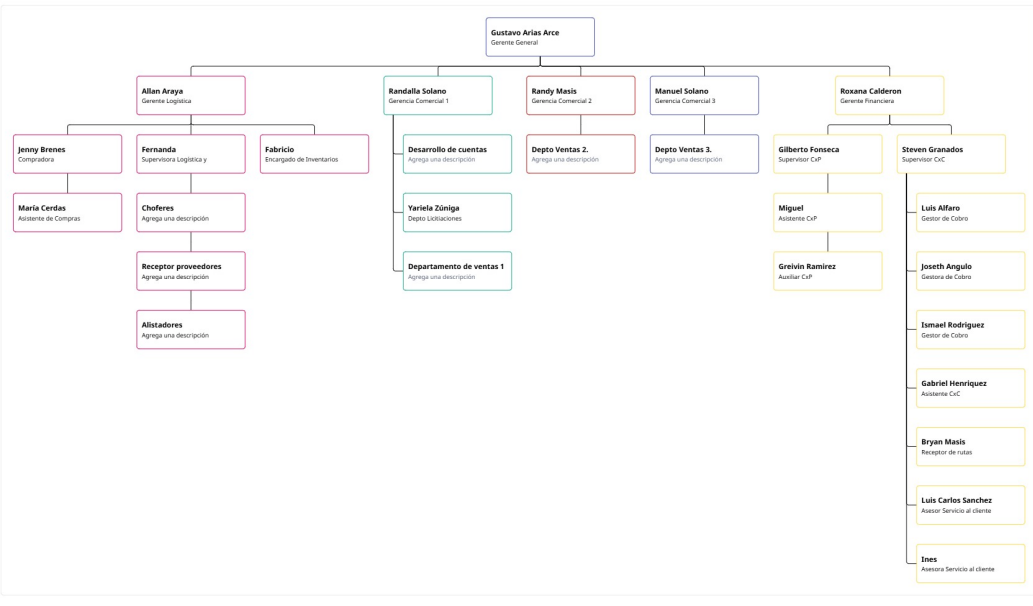 Gustavo Arias Arce
Gerente General
Allan Araya
Gerente Logística
Randalla Solano
Gerencia Comercial 1
Randy Masis
Gerencia Comercial 2
Manuel Solano
Gerencia Comercial 3
Roxana Calderon
Gerente Financiera
Jenny Brenes
Compradora
Fernanda
Supervisora Logística y
Fabricio
Encargado de Inventarios
Desarrollo de cuentas
Agrega una descripción
Depto Ventas 2.
Agrega una descripción
Depto Ventas 3.
Agrega una descripción
Gilberto Fonseca
Supervisor CxP
Steven Granados
Supervisor CxC
María Cerdas
Asistente de Compras
Choferes
Agrega una descripción
Yariela Zúniga
Depto Licitiaciones
Miguel
Asistente CxP
Luis Alfaro
Gestor de Cobro
Receptor proveedores
Agrega una descripción
Departamento de ventas 1
Agrega una descripción
Greivin Ramirez
Auxiliar CxP
Joseth Angulo
Gestora de Cobro
Alistadores
Agrega una descripción
Ismael Rodriguez
Gestor de Cobro
Gabriel Henriquez
Asistente CxC
Bryan Masis
Receptor de rutas
Luis Carlos Sanchez
Asesor Servicio al cliente
Ines
Asesora Servicio al cliente